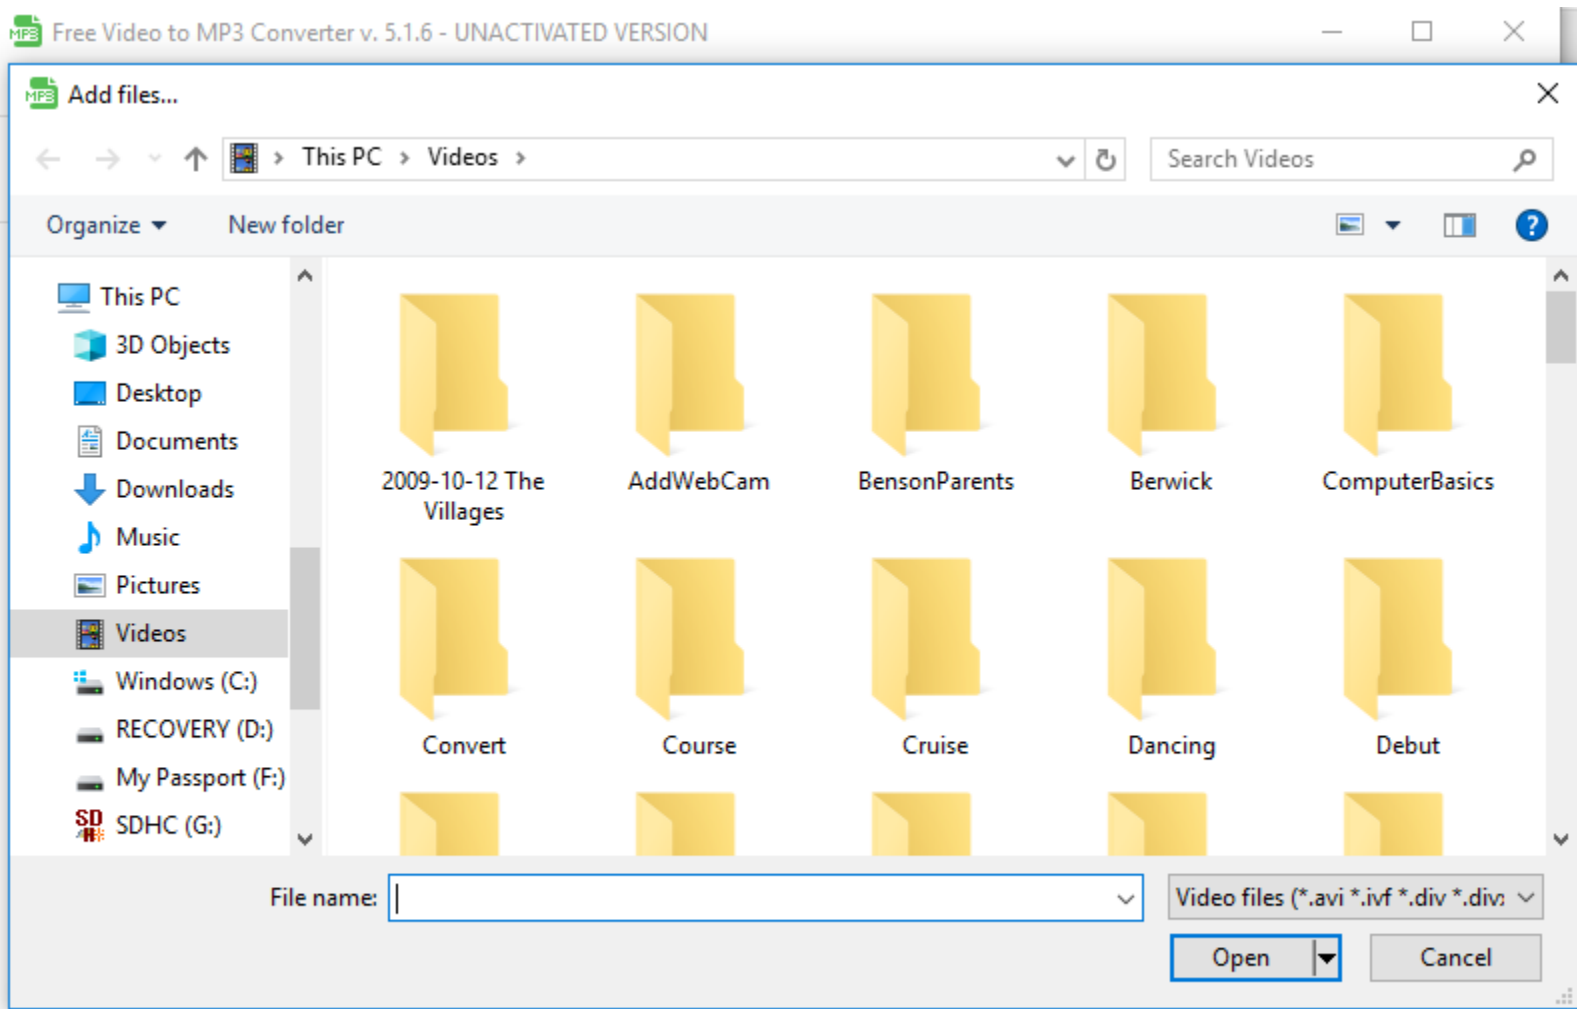 MP3 Free Video to MP3 Converter v. 5.1.6 - UNACTIVATED VERSION
MP3 Add files...
This PC > Videos >
Search Videos
Organize
New folder
?
This PC
3D Objects
Desktop
Documents
Downloads
Music
Pictures
Videos
Windows (C:)
RECOVERY (D:)
My Passport (F:)
SD SDHC (G:)
2009-10-12 The
Villages
AddWebCam
BensonParents
Berwick
ComputerBasics
Convert
Course
Cruise
Dancing
Debut
File name:
Video files (*.avi *.ivf *.div *.div
Open
Cancel